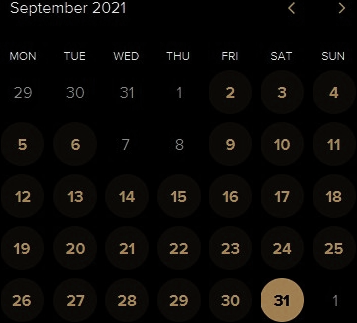 September 2021
MON TUE WED THU FRI SAT SUN
29 30 31 1 2 3 4
5 6 7 8 9 10 11
12 13 14 15 16 17 18
19 20 21 22 23 24 25
26 27 28 29 30 31 1